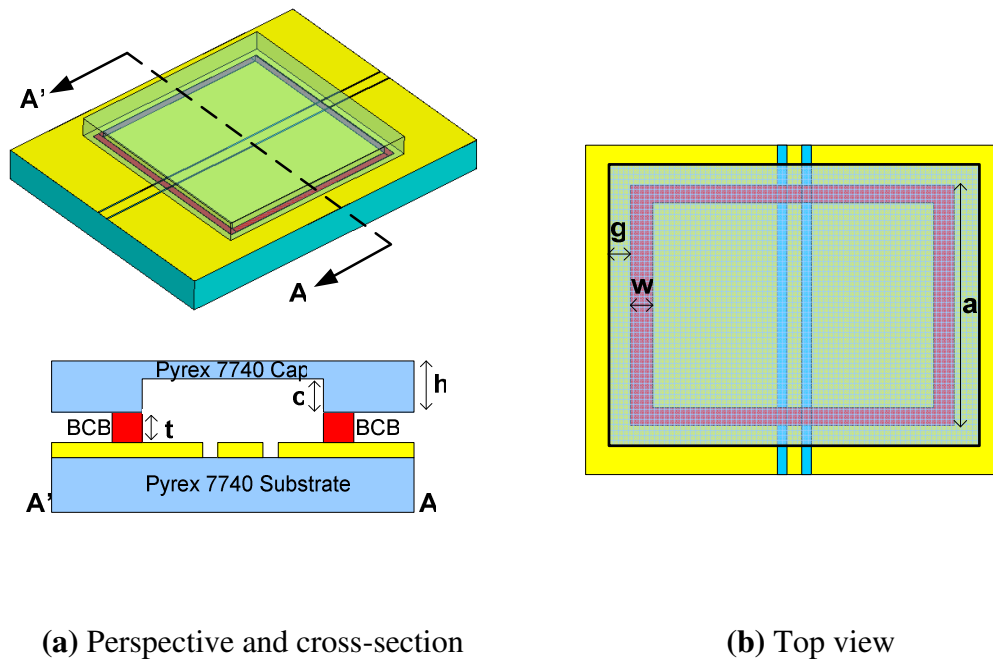 A'
A
Pyrex 7740 Cap
h
c
BCB
t
BCB
Pyrex 7740 Substrate
A'
A
g
w
a
(a) Perspective and cross-section
(b) Top view